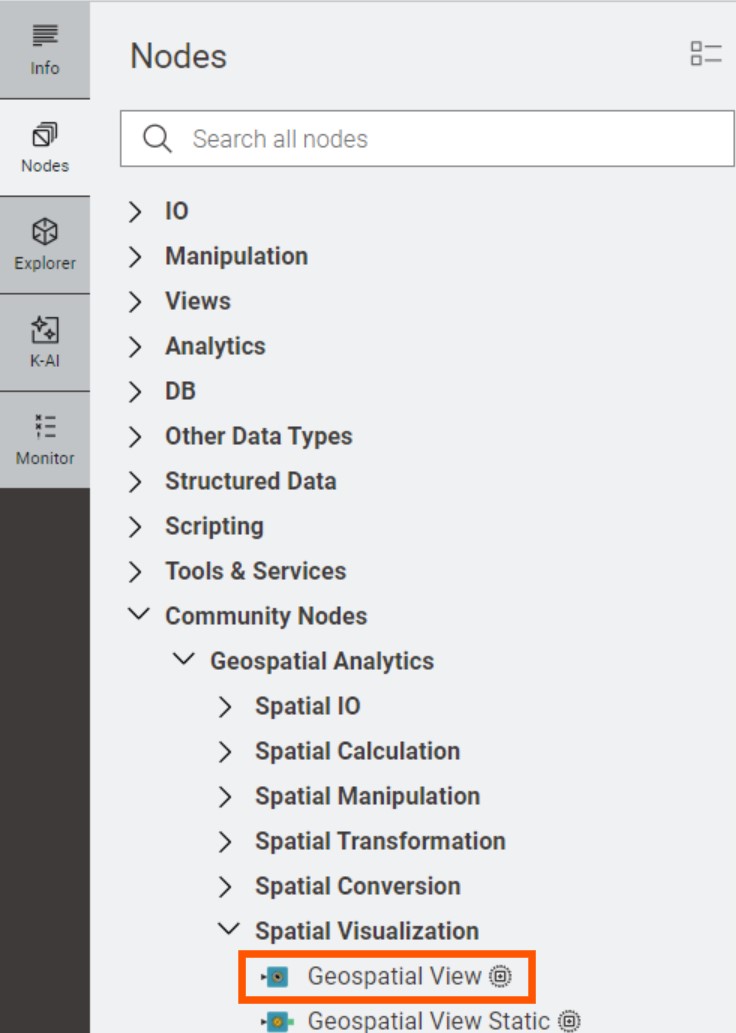 Info
Nodes
Explorer
K-AI
Monitor
Nodes
Search all nodes
IO
Manipulation
Views
Analytics
DB
Other Data Types
Structured Data
Scripting
Tools & Services
Community Nodes
Geospatial Analytics
Spatial IO
Spatial Calculation
Spatial Manipulation
Spatial Transformation
Spatial Conversion
Spatial Visualization
Geospatial View
Geospatial View Static